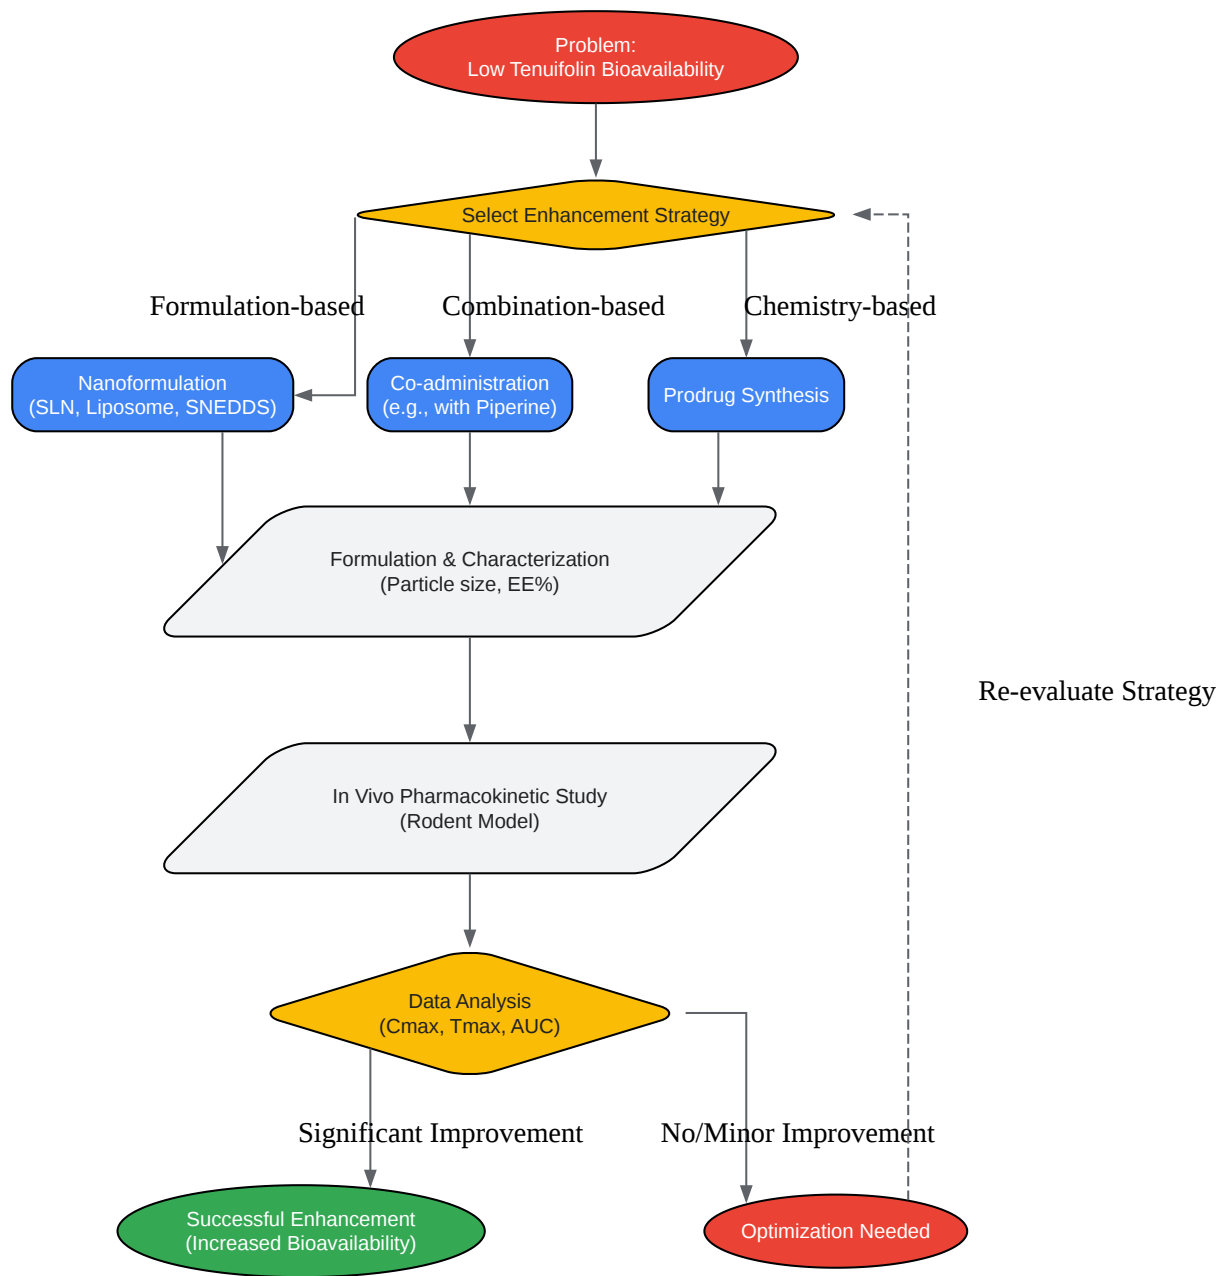 Problem:
Low Tenuifolin Bioavailability
Select Enhancement Strategy
Formulation-based
Combination-based
Chemistry-based
Nanoformulation
(SLN, Liposome, SNEDDS)
Co-administration
(e.g., with Piperine)
Prodrug Synthesis
Formulation & Characterization
(Particle size, EE%)
Re-evaluate Strategy
In Vivo Pharmacokinetic Study
(Rodent Model)
Data Analysis
(Cmax, Tmax, AUC)
Significant Improvement
No/Minor Improvement
Successful Enhancement
(Increased Bioavailability)
Optimization Needed